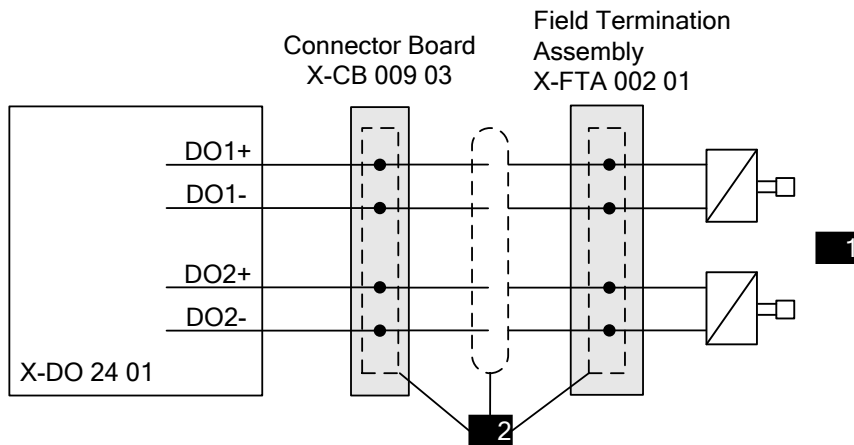 Connector Board
X-CB 009 03
Field Termination
Assembly
X-FTA 002 01
DO1+
DO1-
DO2+
DO2-
X-DO 24 01
1
2